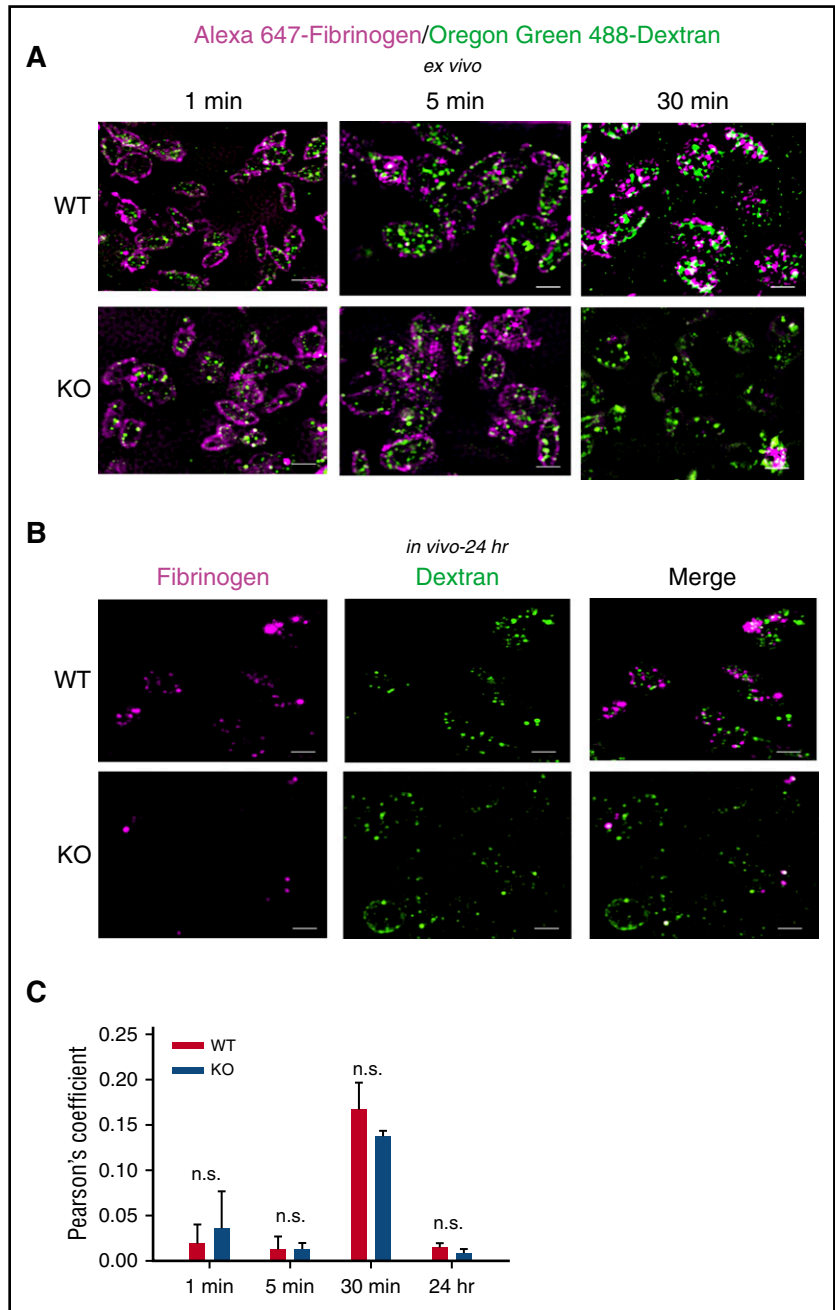 Alexa 647-Fibrinogen/Oregon Green 488-Dextran
A
ex vivo
1 min 5 min 30 min
WT
KO
B
in vivo-24 hr
Fibrinogen Dextran Merge
WT
KO
C
Pearson's coefficient
0.25
0.20
0.15
0.10
0.05
0.00
WT
KO
n.s.
n.s.
n.s.
n.s.
1 min 5 min 30 min 24 hr